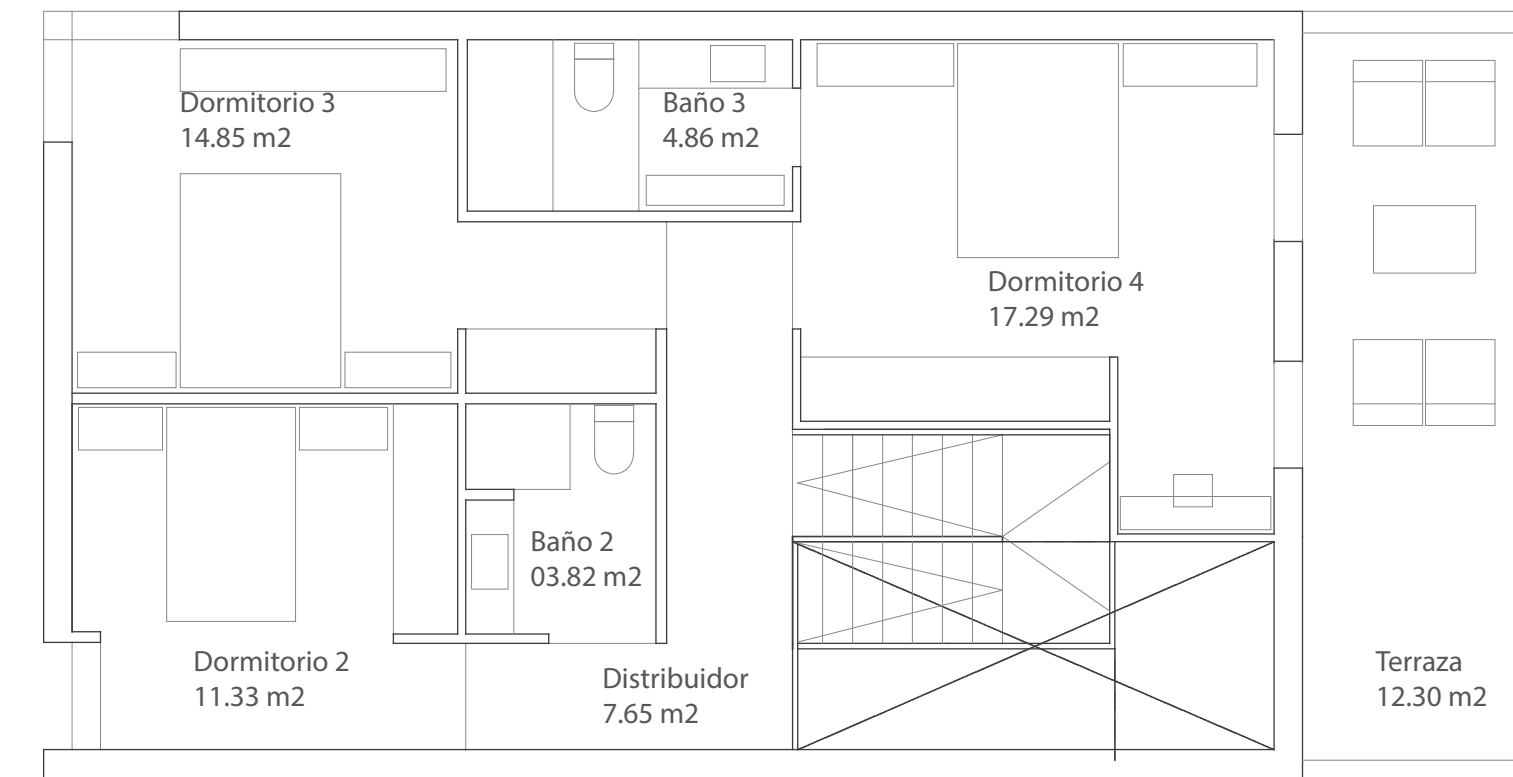 Dormitorio 3
14.85 m2
Baño 3
4.86 m2
Dormitorio 4
17.29 m2
Baño 2
03.82 m2
Dormitorio 2
11.33 m2
Distribuidor
7.65 m2
Terraza
12.30 m2